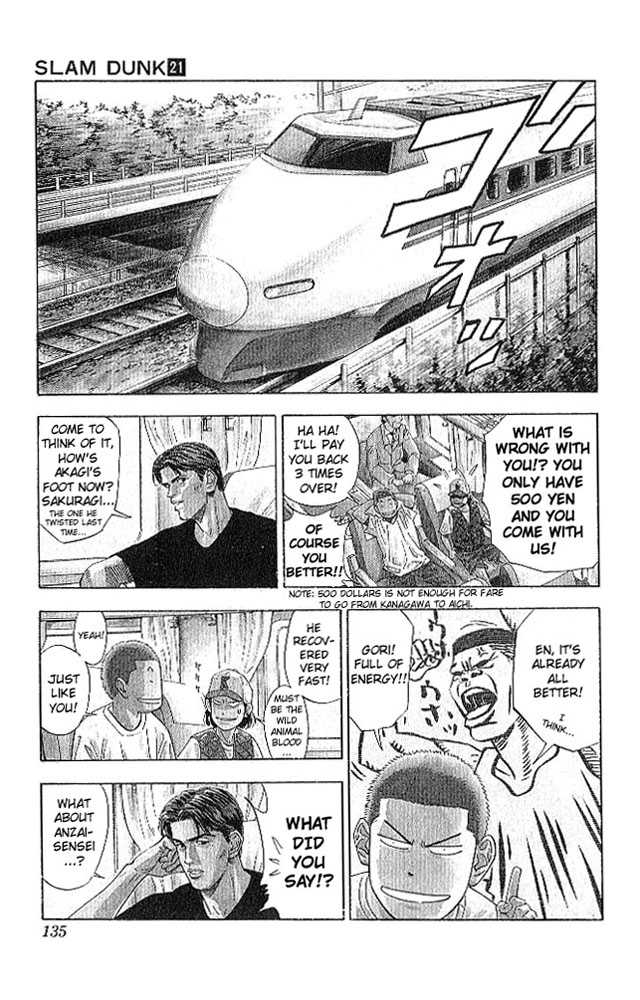 SLAM DUNK 21
ゴオオッ
WHAT IS
WRONG WITH
YOU!? YOU
ONLY HAVE
500 YEN
AND YOU
COME WITH
US!
HA HA!
I'LL PAY
YOU BACK
3 TIMES
OVER!
OF
COURSE
YOU
BETTER!!
NOTE: 500 DOLLARS IS NOT ENOUGH FOR FARE
TO GO FROM KANAGAWA TO AICHI.
COME TO
THINK OF IT,
HOW'S
AKAGI'S
FOOT NOW?
SAKURAGI...
THE ONE HE
TWISTED LAST
TIME...
EN, IT'S
ALREADY
ALL
BETTER!
I
THINK...
GORI!
FULL OF
ENERGY!!
HE
RECOV-
ERED
VERY
FAST!
MUST
BE THE
WILD
ANIMAL
BLOOD
...
YEAH!
JUST
LIKE
YOU!
WHAT
DID
YOU
SAY!?
WHAT
ABOUT
ANZAI-
SENSEI
...?
135